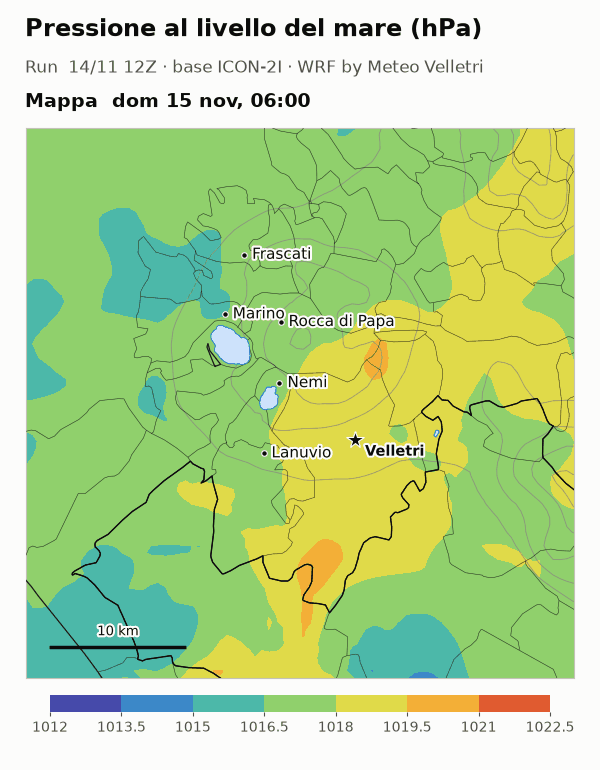 Pressione al livello del mare (hPa)
Run  14/11 12Z · base ICON-2I · WRF by Meteo Velletri
Mappa  dom 15 nov, 06:00
Frascati
Marino
Rocca di Papa
Nemi
Velletri
Lanuvio
10 km
1012 1013.5 1015 1016.5 1018 1019.5 1021 1022.5